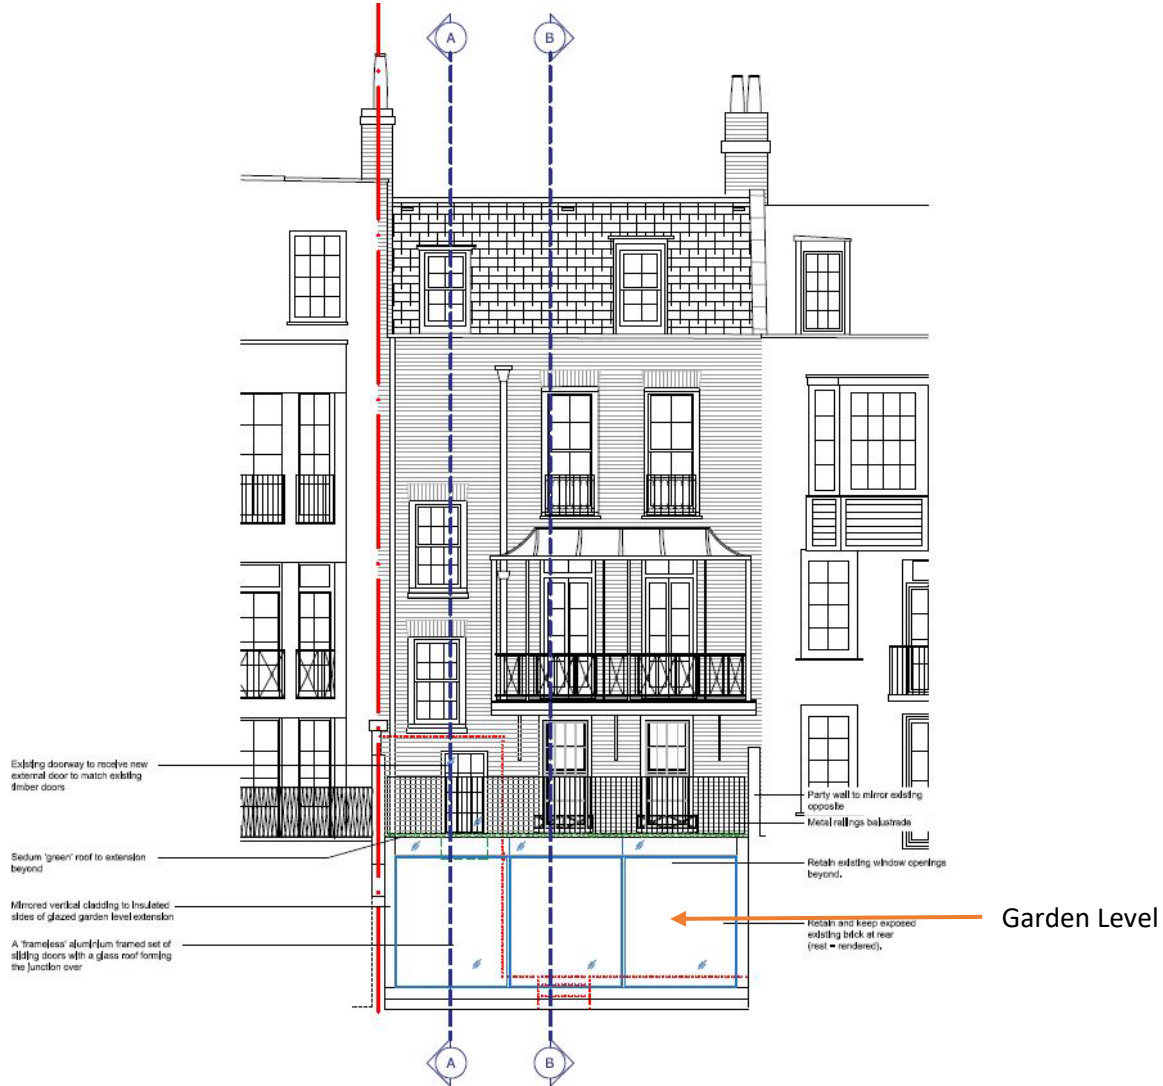 A
B
Existing doorway to receive new
external door to match existing
timber doors
Party wall to mirror existing
opposite
Metal railings balustrade
Sedum 'green' roof to extension
beyond
Retain existing window openings
beyond.
Mirrored vertical cladding to insulated
sides of glazed garden level extension
Retain and keep exposed
existing brick at rear
(rest = rendered).
Garden Level
A 'frameless' aluminium framed set of
sliding doors with a glass roof forming
the junction over
A
B